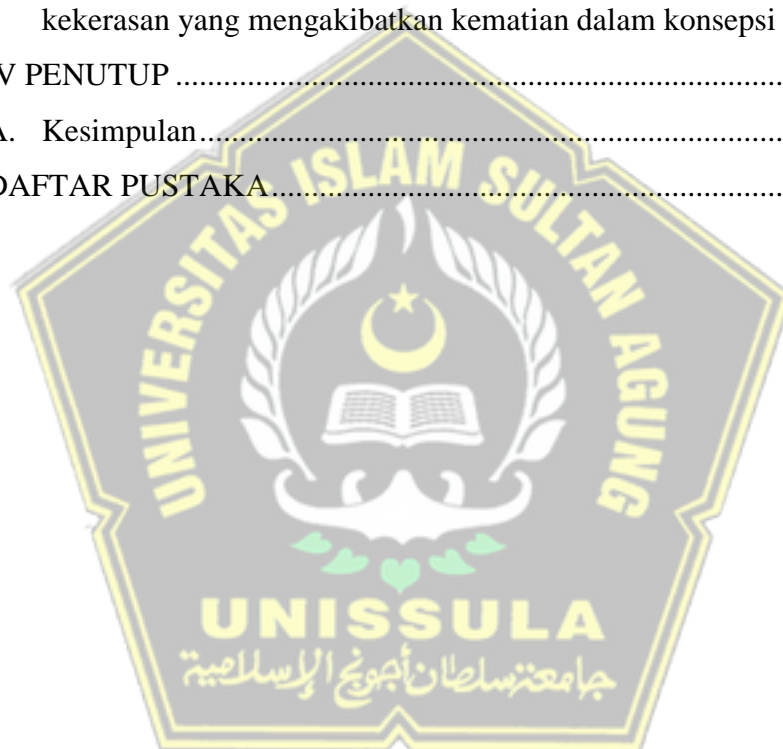 kekerasan yang mengakibatkan kematian dalam konsepsi
V PENUTUP ........................................................................
A. Kesimpulan........................................................................
DAFTAR PUSTAKA................................................................
UNIVERSITAS ISLAM SULTAN AGUNG
UNISSULA
جامعة سلطان أجونج الإسلامية